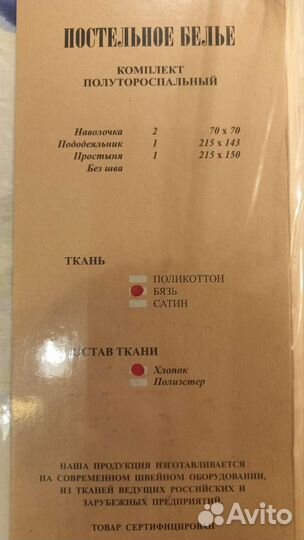 ПОСТЕЛЬНОЕ БЕЛЬЕ
КОМПЛЕКТ
ПОЛУТОРОСПАЛЬНЫЙ
Наволочка 2 70 х 70
Пододеяльник 1 215 х 143
Простыня 1 215 х 150
Без шва
ТКАНЬ
ПОЛИКОТТОН
БЯЗЬ
САТИН
СОСТАВ ТКАНИ
Хлопок
Полиэстер
НАША ПРОДУКЦИЯ ИЗГОТАВЛИВАЕТСЯ
НА СОВРЕМЕННОМ ШВЕЙНОМ ОБОРУДОВАНИИ,
ИЗ ТКАНЕЙ ВЕДУЩИХ РОССИЙСКИХ И
ЗАРУБЕЖНЫХ ПРЕДПРИЯТИЙ
ТОВАР СЕРТИФИЦИРОВАН
Avito